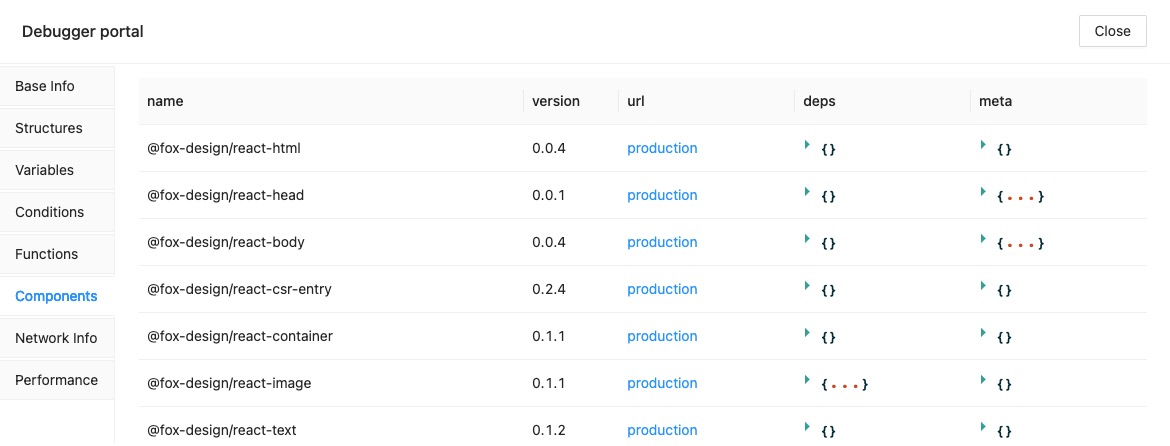 Debugger portal Close
Base Info
Structures
Variables
Conditions
Functions
Components
Network Info
Performance
name version url deps meta
@fox-design/react-html 0.0.4 production {} {}
@fox-design/react-head 0.0.1 production {} {...}
@fox-design/react-body 0.0.4 production {} {...}
@fox-design/react-csr-entry 0.2.4 production {} {}
@fox-design/react-container 0.1.1 production {} {}
@fox-design/react-image 0.1.1 production {...} {}
@fox-design/react-text 0.1.2 production {} {}